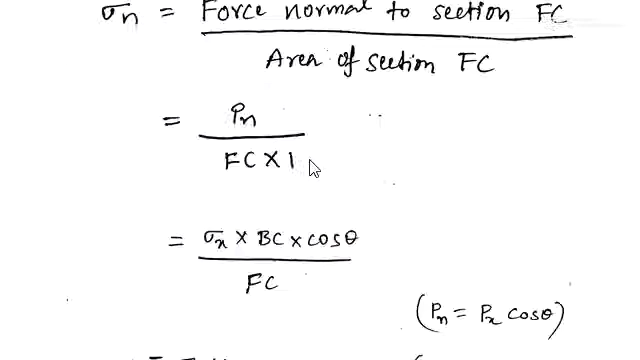 σn = Force normal to section FC
Area of section FC
= Pn
FC × 1
= σx × BC × cosθ
FC
(Pn = Px cosθ)